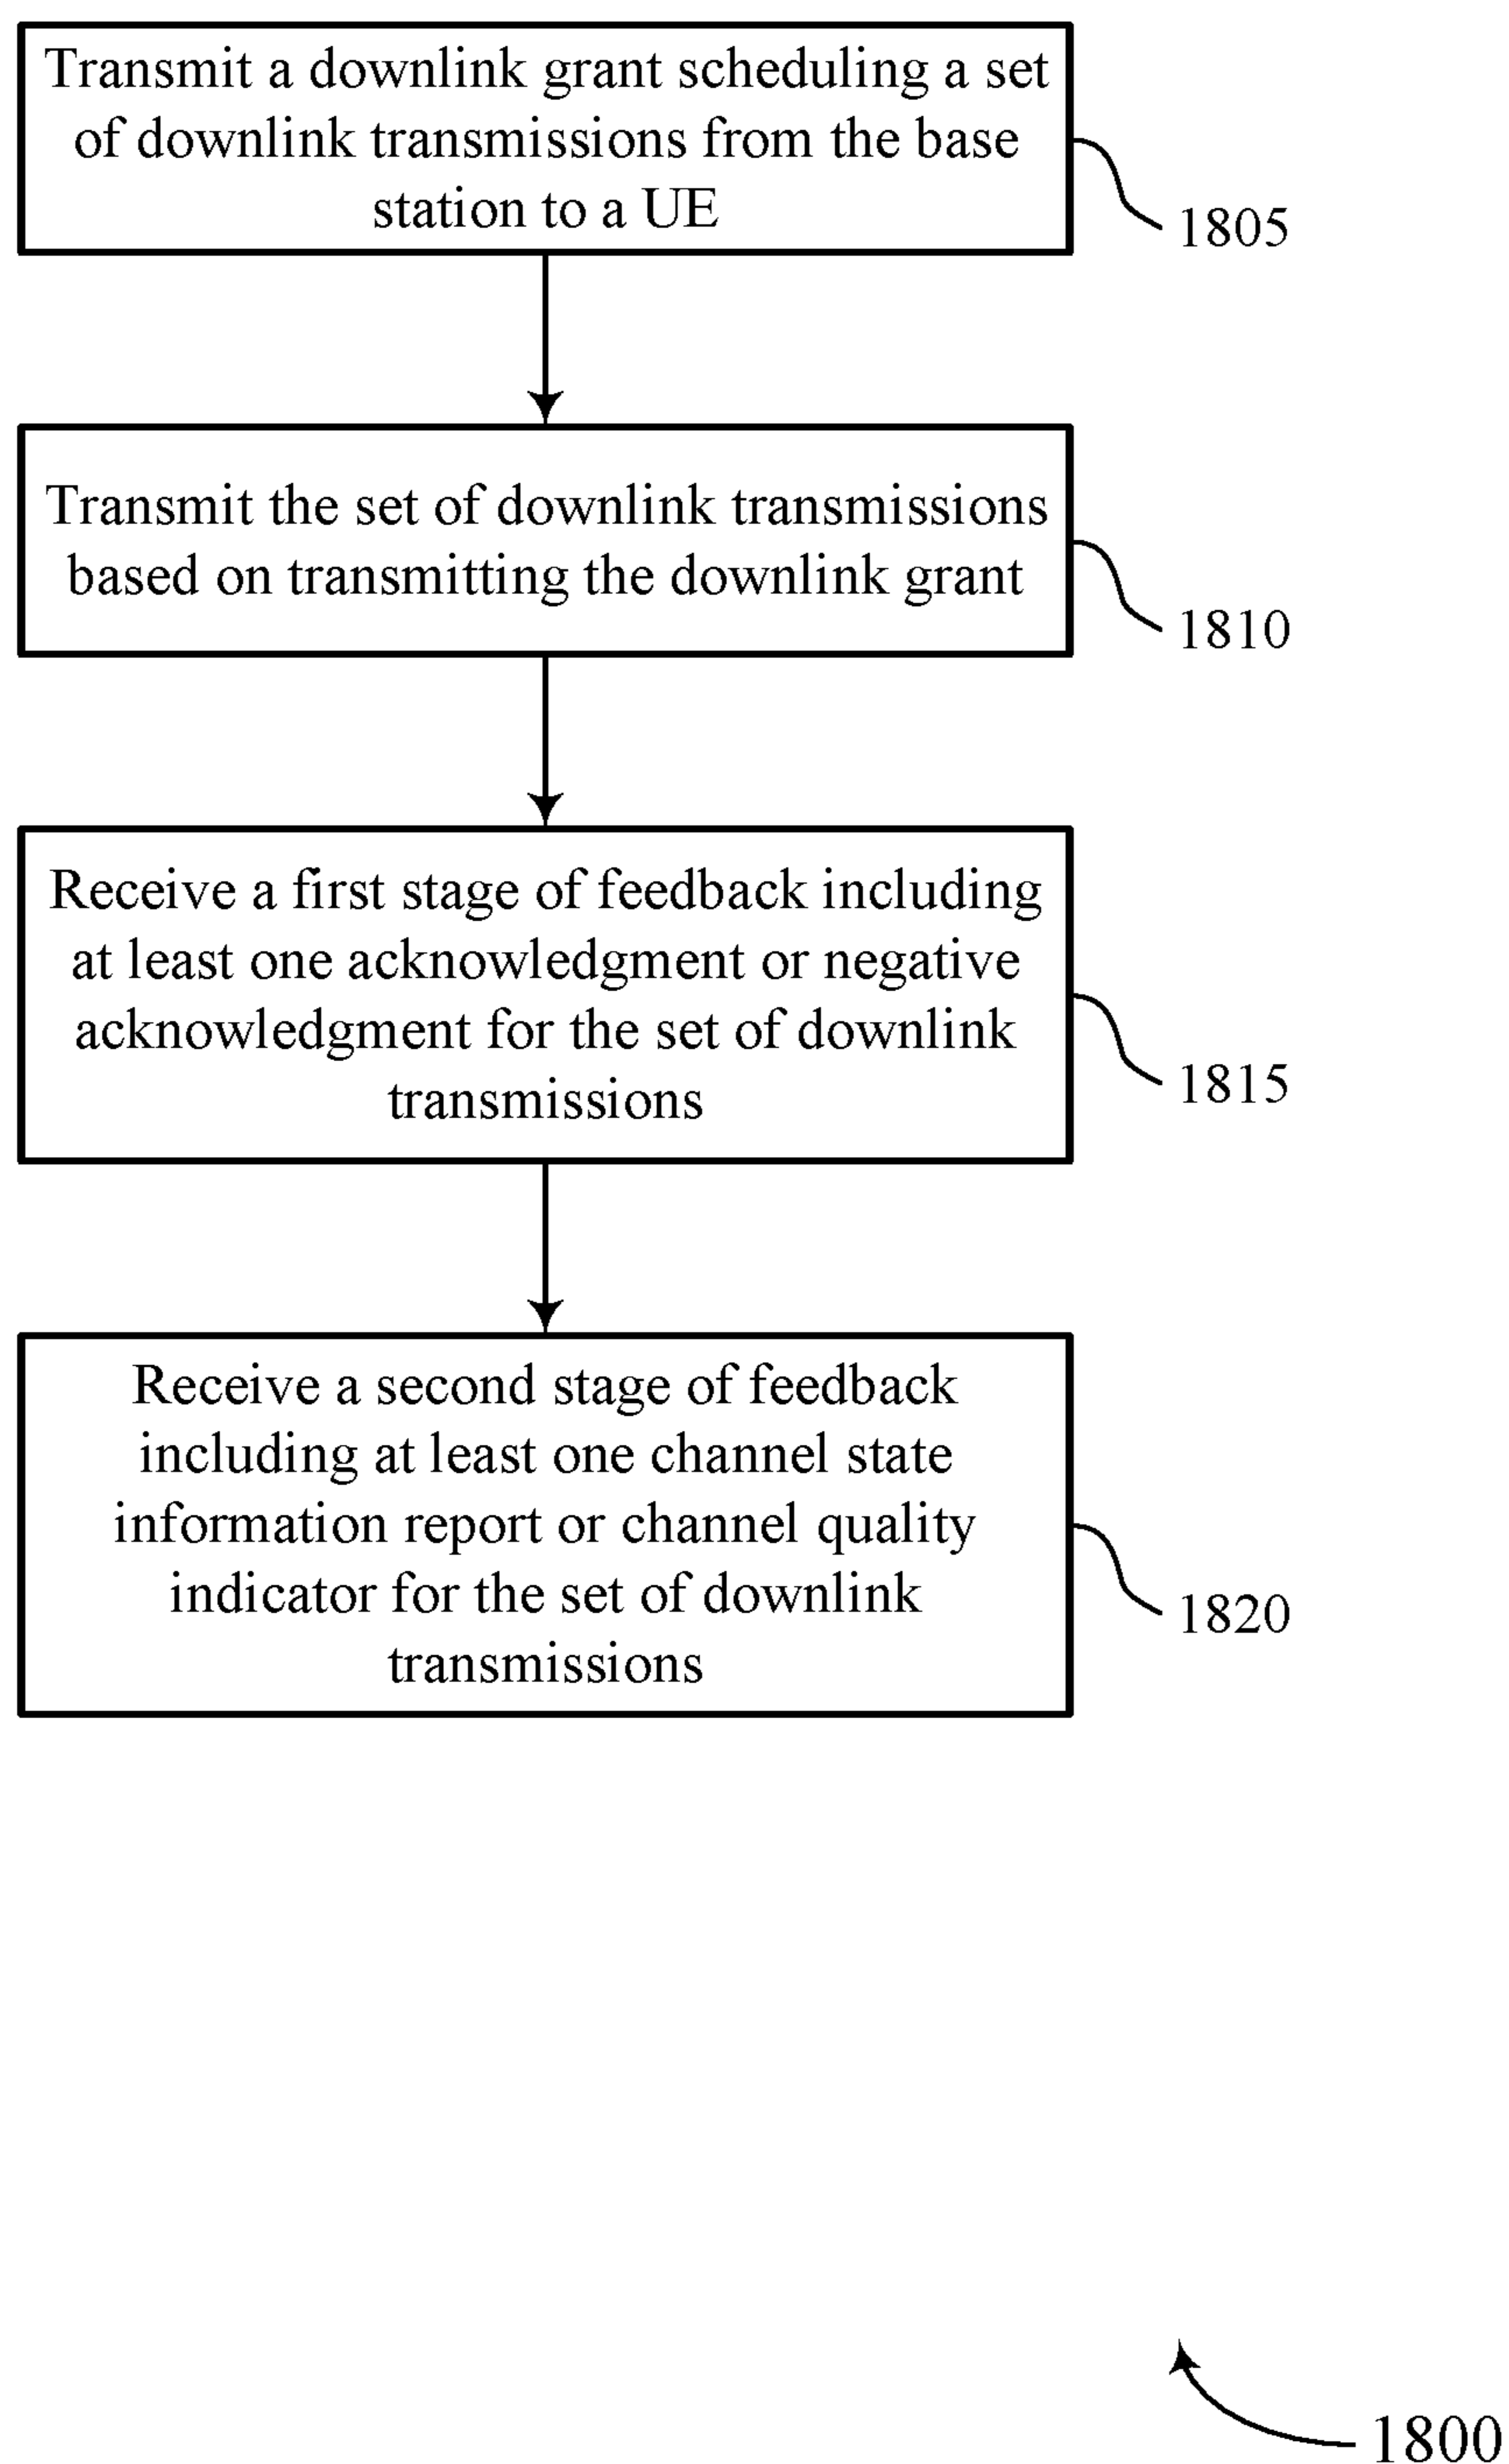 Transmit a downlink grant scheduling a set
of downlink transmissions from the base
station to a UE
1805
Transmit the set of downlink transmissions
based on transmitting the downlink grant
1810
Receive a first stage of feedback including
at least one acknowledgment or negative
acknowledgment for the set of downlink
transmissions
1815
Receive a second stage of feedback
including at least one channel state
information report or channel quality
indicator for the set of downlink
transmissions
1820
1800